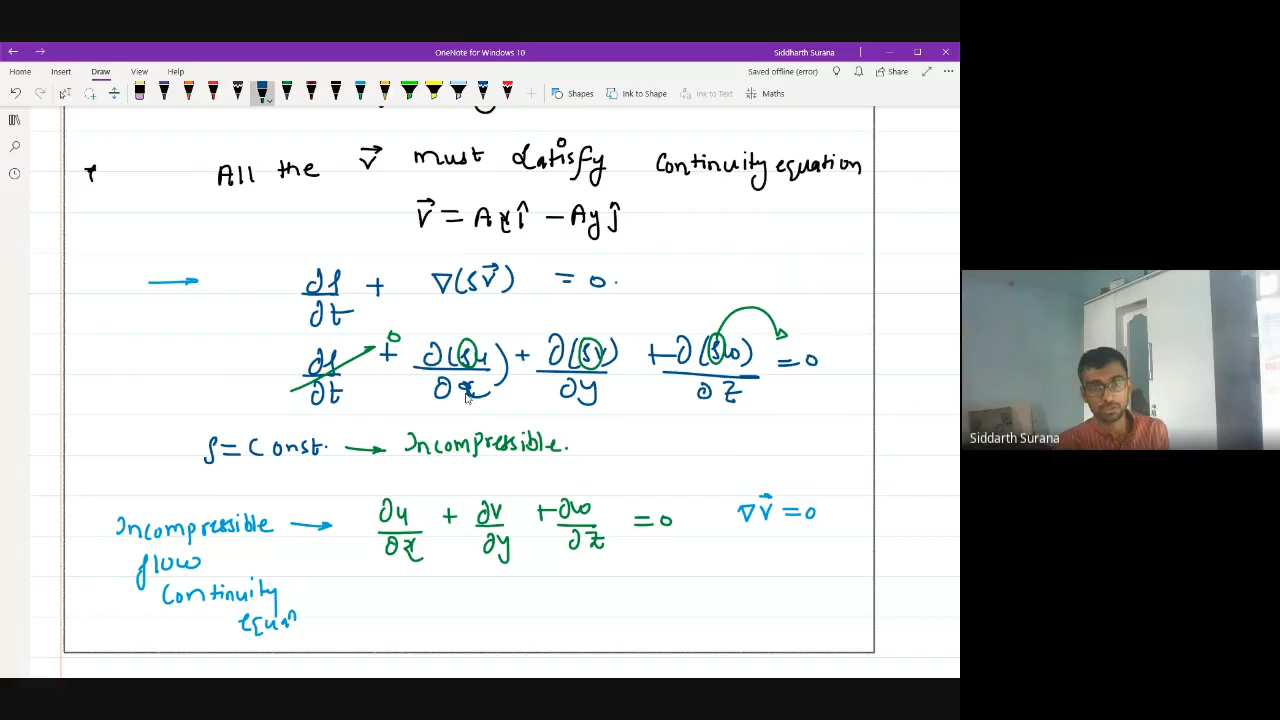 OneNote for Windows 10
Siddharth Surana
Home Insert Draw View Help
Saved offline (error)
Share
Shapes
Ink to Shape
Ink to Text
Maths
All the v⃗ must satisfy continuity equation
v⃗ = Axî − Ayĵ
→ ∂ρ/∂t + ∇(ρv⃗) = 0.
∂ρ/∂t + ∂(ρu)/∂x + ∂(ρv)/∂y + ∂(ρw)/∂z = 0
0
ρ = Const. → Incompressible.
Incompressible → ∂u/∂x + ∂v/∂y + ∂w/∂z = 0 ∇v⃗ = 0
flow
Continuity
equaⁿ
Siddarth Surana